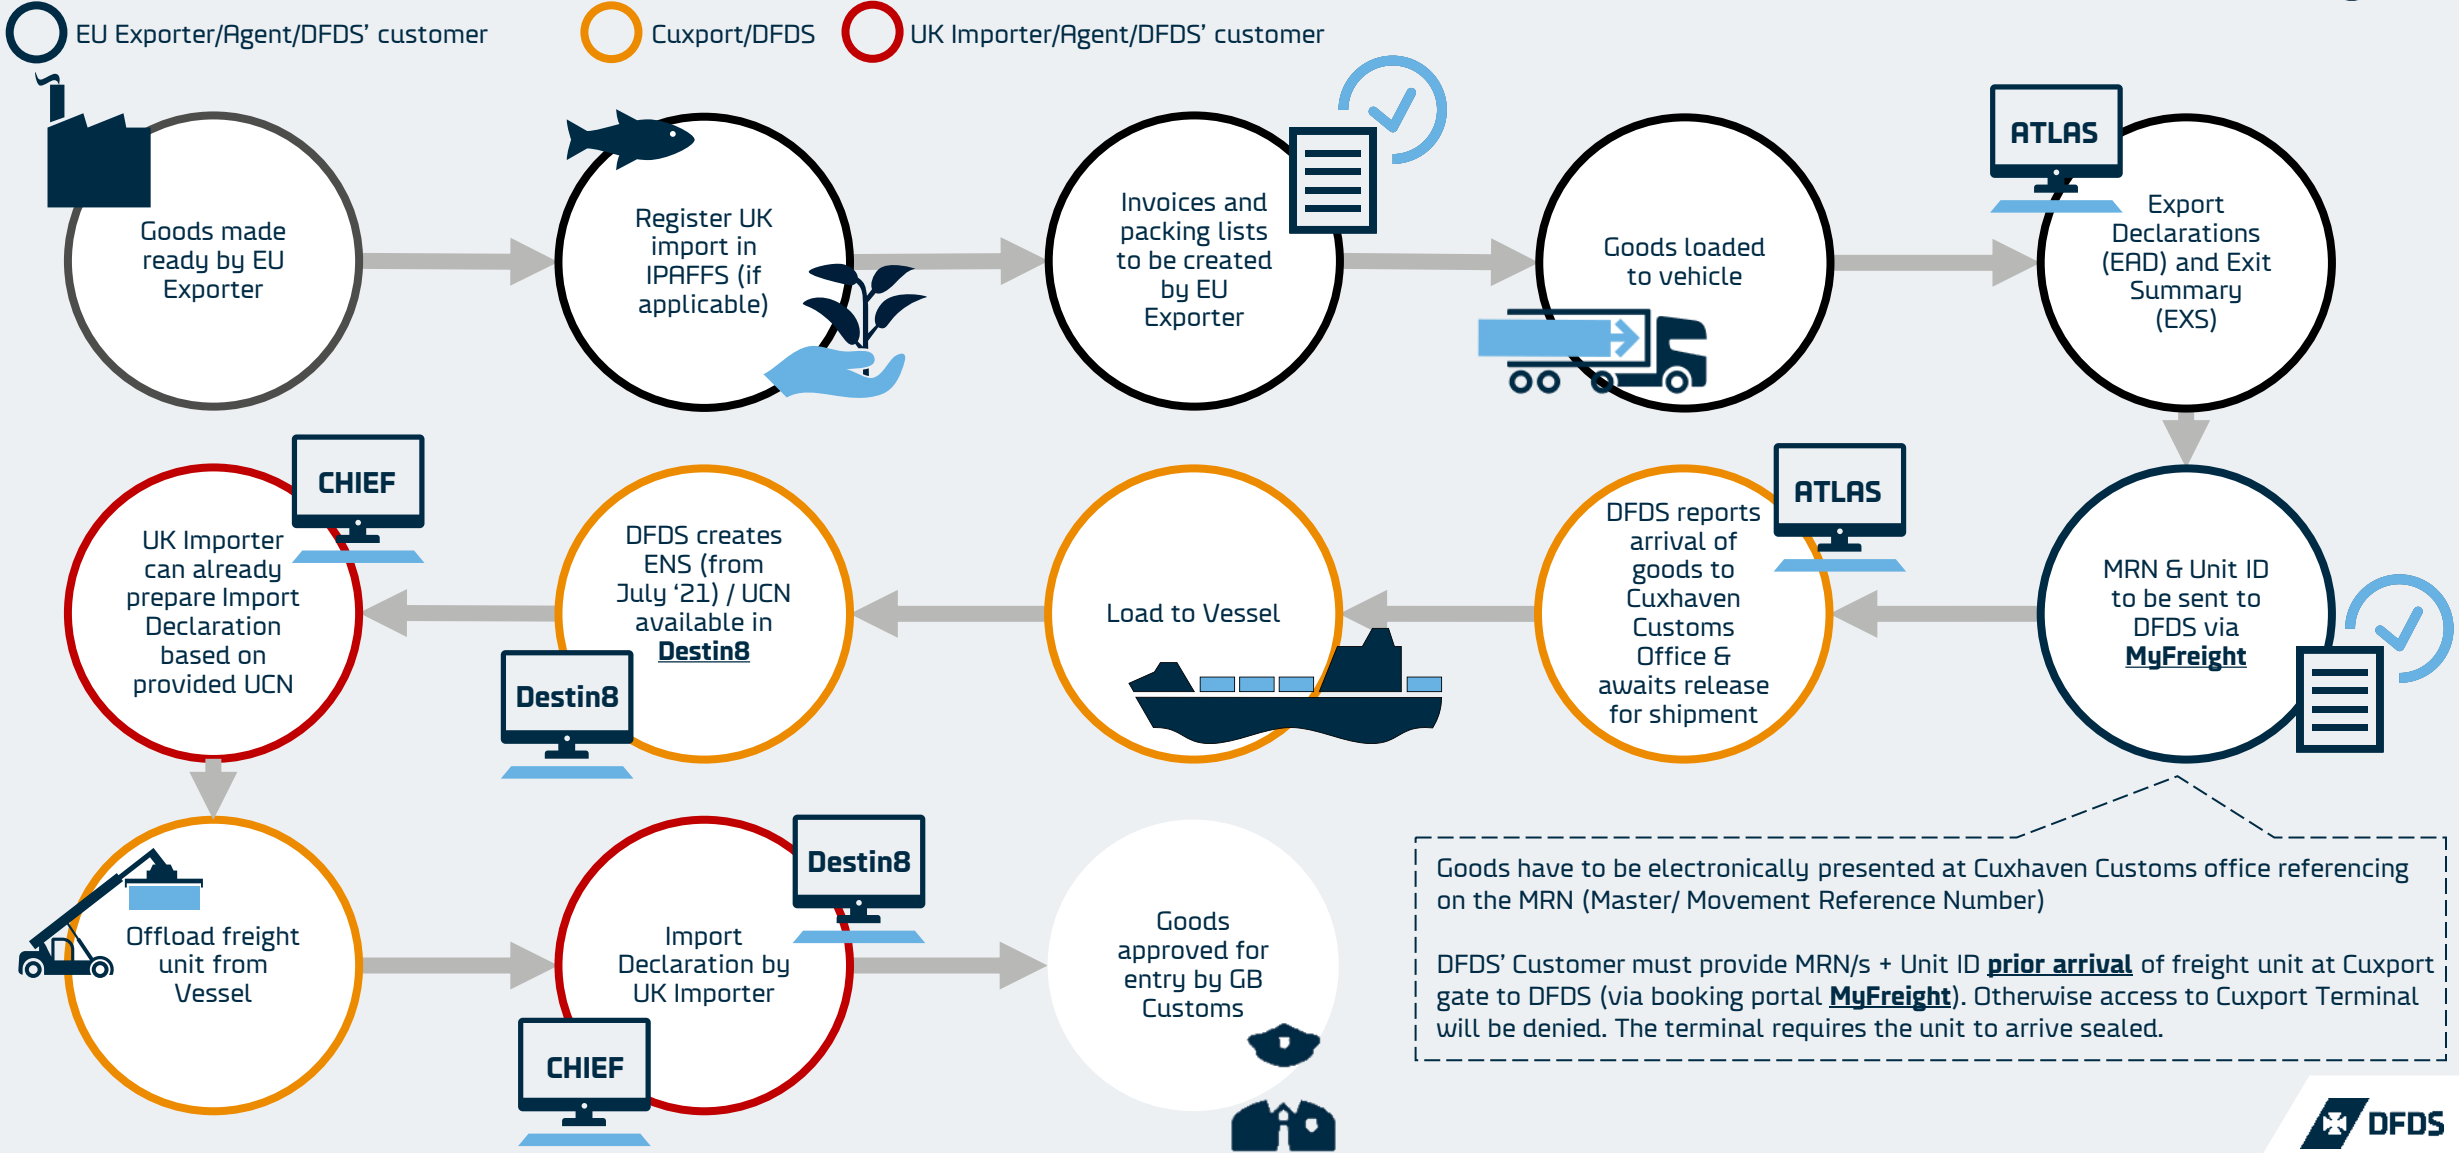 EU Exporter/Agent/DFDS’ customer
Cuxport/DFDS
UK Importer/Agent/DFDS’ customer
Goods made
ready by EU
Exporter
Register UK
import in
IPAFFS (if
applicable)
Invoices and
packing lists
to be created
by EU
Exporter
Goods loaded
to vehicle
ATLAS
Export
Declarations
(EAD) and Exit
Summary
(EXS)
CHIEF
UK Importer
can already
prepare Import
Declaration
based on
provided UCN
DFDS creates
ENS (from
July ‘21) / UCN
available in
Destin8
Destin8
Load to Vessel
ATLAS
DFDS reports
arrival of
goods to
Cuxhaven
Customs
Office &
awaits release
for shipment
MRN & Unit ID
to be sent to
DFDS via
MyFreight
Offload freight
unit from
Vessel
Destin8
Import
Declaration by
UK Importer
CHIEF
Goods
approved for
entry by GB
Customs
Goods have to be electronically presented at Cuxhaven Customs office referencing
on the MRN (Master/ Movement Reference Number)
DFDS’ Customer must provide MRN/s + Unit ID prior arrival of freight unit at Cuxport
gate to DFDS (via booking portal MyFreight). Otherwise access to Cuxport Terminal
will be denied. The terminal requires the unit to arrive sealed.
DFDS